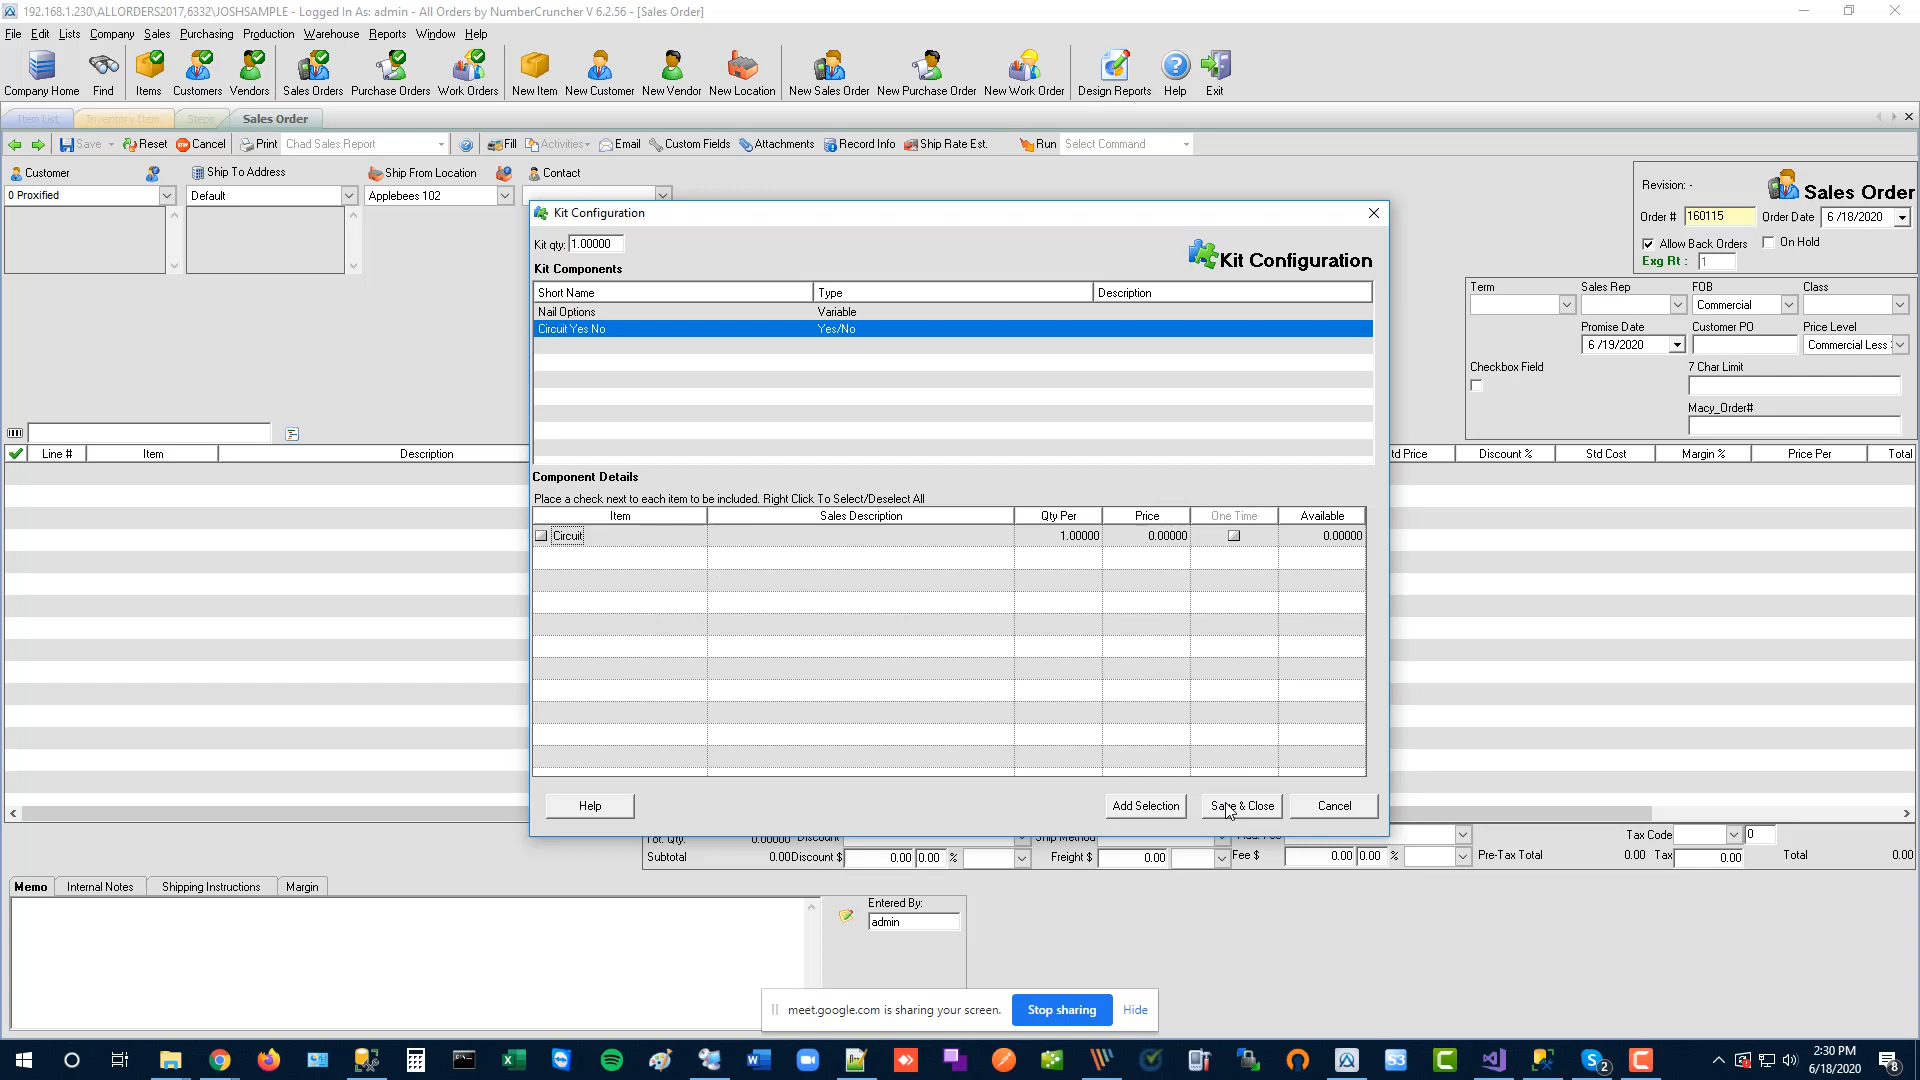 192.168.1.230\ALLORDERS2017,6332\JOSHSAMPLE - Logged In As: admin - All Orders by NumberCruncher V 6.2.56 - [Sales Order]
File Edit Lists Company Sales Purchasing Production Warehouse Reports Window Help
Company Home Find Items Customers Vendors Sales Orders Purchase Orders Work Orders New Item New Customer New Vendor New Location New Sales Order New Purchase Order New Work Order Design Reports Help Exit
Item List Inventory Item Steps Sales Order
Save Reset Cancel Print Chad Sales Report Fill Activities Email Custom Fields Attachments Record Info Ship Rate Est. Run Select Command
Customer Ship To Address Ship From Location Contact
0 Proxified Default Applebees 102
Revision: - Sales Order
Order # 160115 Order Date 6 /18/2020
Allow Back Orders On Hold
Exg Rt : 1
Term Sales Rep FOB Class
Commercial
Promise Date Customer PO Price Level
6 /19/2020 Commercial Less
Checkbox Field 7 Char Limit
Macy_Order#
Kit Configuration
Kit qty: 1.00000
Kit Configuration
Kit Components
Short Name Type Description
Nail Options Variable
Circuit Yes No Yes/No
Component Details
Place a check next to each item to be included. Right Click To Select/Deselect All
Item Sales Description Qty Per Price One Time Available
Circuit 1.00000 0.00000 0.00000
Help Add Selection Save & Close Cancel
Line # Item Description td Price Discount % Std Cost Margin % Price Per Total
Tot. Qty. 0.00000 Discount Ship Method Add. Fee Tax Code 0
Subtotal 0.00 Discount $ 0.00 0.00 % Freight $ 0.00 Fee $ 0.00 0.00 % Pre-Tax Total 0.00 Tax 0.00 Total 0.00
Memo Internal Notes Shipping Instructions Margin
Entered By:
admin
meet.google.com is sharing your screen. Stop sharing Hide
2:30 PM
6/18/2020
S3
2
8